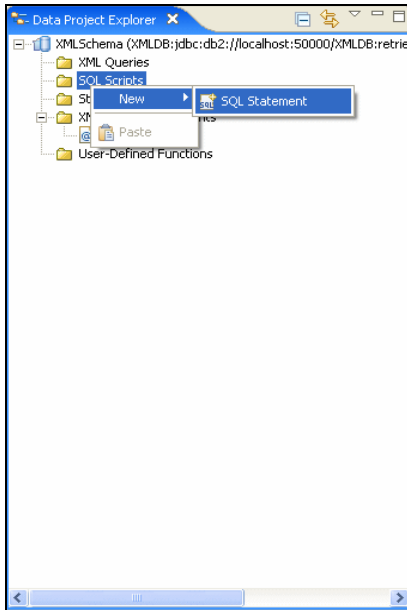 Data Project Explorer
XMLSchema (XMLDB:jdbc:db2://localhost:50000/XMLDB:retrie
XML Queries
SQL Scripts
New
SQL Statement
Paste
User-Defined Functions